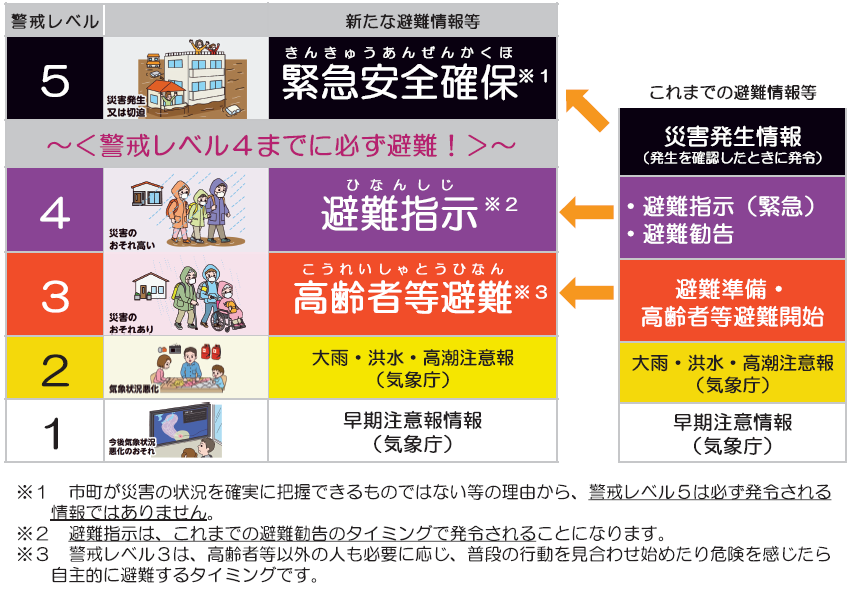 警戒レベル
新たな避難情報等
5
災害発生
又は切迫
きんきゅうあんぜんかくほ
緊急安全確保※1
～＜警戒レベル4までに必ず避難！＞～
4
災害の
おそれ高い
ひなんしじ
避難指示※2
3
災害の
おそれあり
こうれいしゃとうひなん
高齢者等避難※3
2
気象状況悪化
大雨・洪水・高潮注意報
（気象庁）
1
今後気象状況
悪化のおそれ
早期注意報情報
（気象庁）
これまでの避難情報等
災害発生情報
（発生を確認したときに発令）
・避難指示（緊急）
・避難勧告
避難準備・
高齢者等避難開始
大雨・洪水・高潮注意報
（気象庁）
早期注意情報
（気象庁）
※１　市町が災害の状況を確実に把握できるものではない等の理由から、警戒レベル５は必ず発令される
情報ではありません。
※２　避難指示は、これまでの避難勧告のタイミングで発令されることになります。
※３　警戒レベル３は、高齢者等以外の人も必要に応じ、普段の行動を見合わせ始めたり危険を感じたら
自主的に避難するタイミングです。